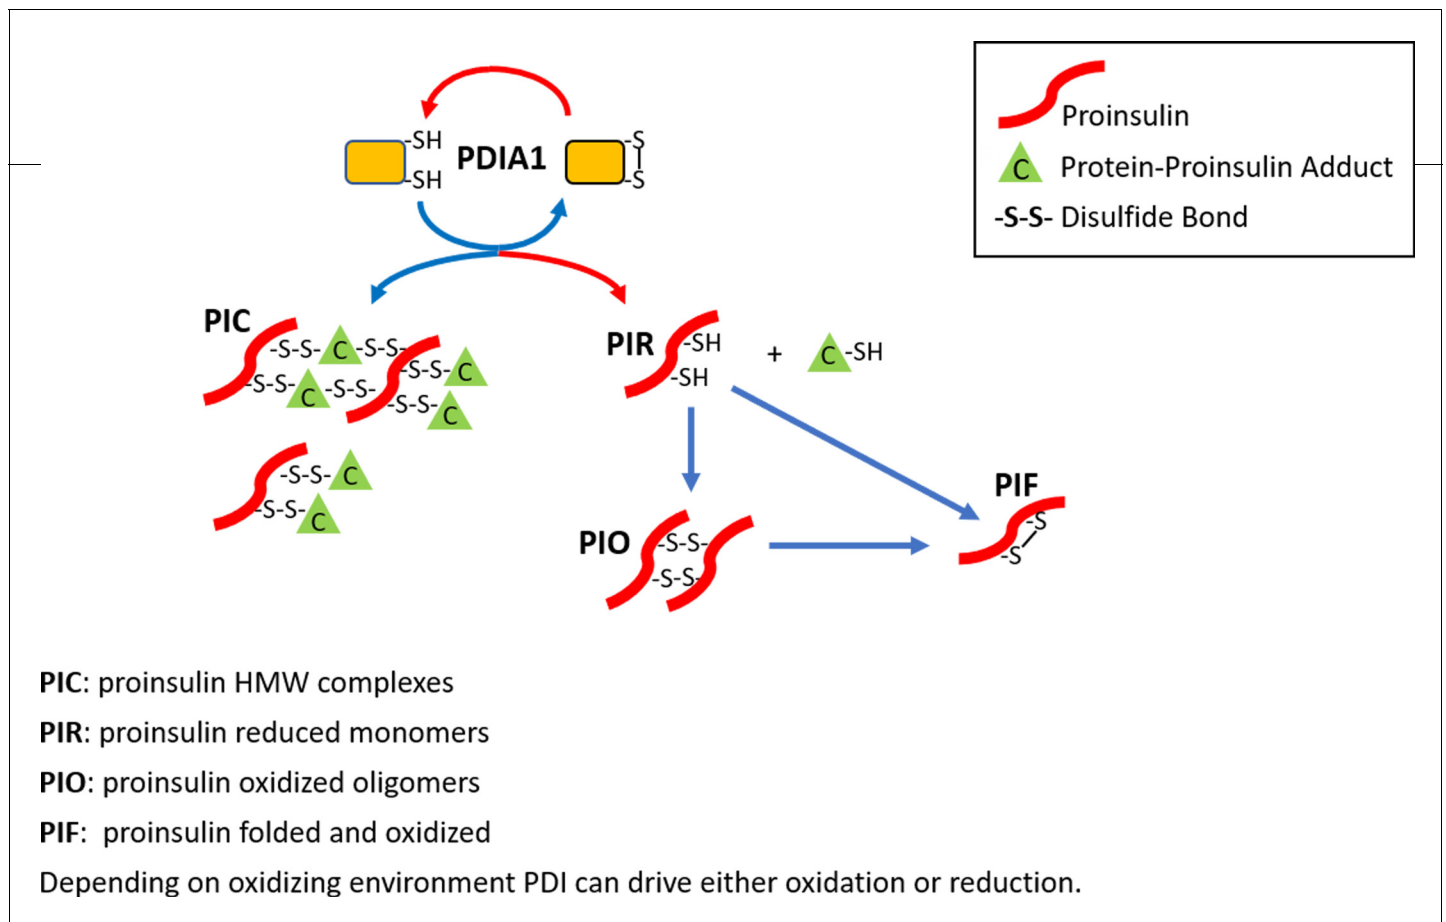 -SH
PDIA1
-S
-SH
-S
Proinsulin
C Protein-Proinsulin Adduct
-S-S- Disulfide Bond
PIC
-S-S- C -S-S-
-S-S- C -S-S-
-S-S- C
-S-S- C
-S-S- C
-S-S- C
PIR
-SH
-SH
+ C -SH
PIO
-S-S-
-S-S-
PIF
-S
-S
PIC: proinsulin HMW complexes
PIR: proinsulin reduced monomers
PIO: proinsulin oxidized oligomers
PIF: proinsulin folded and oxidized
Depending on oxidizing environment PDI can drive either oxidation or reduction.